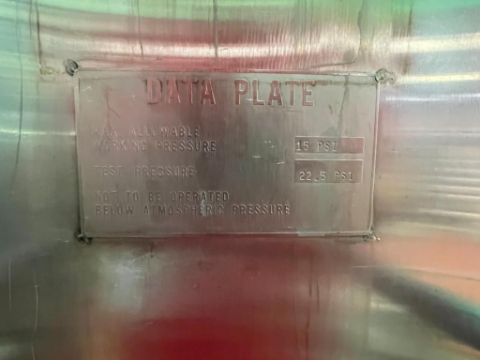 DATA PLATE
MAX. ALLOWABLE
WORKING PRESSURE 15 PSI
TEST PRESSURE 22.5 PSI
NOT TO BE OPERATED
BELOW ATMOSPHERIC PRESSURE